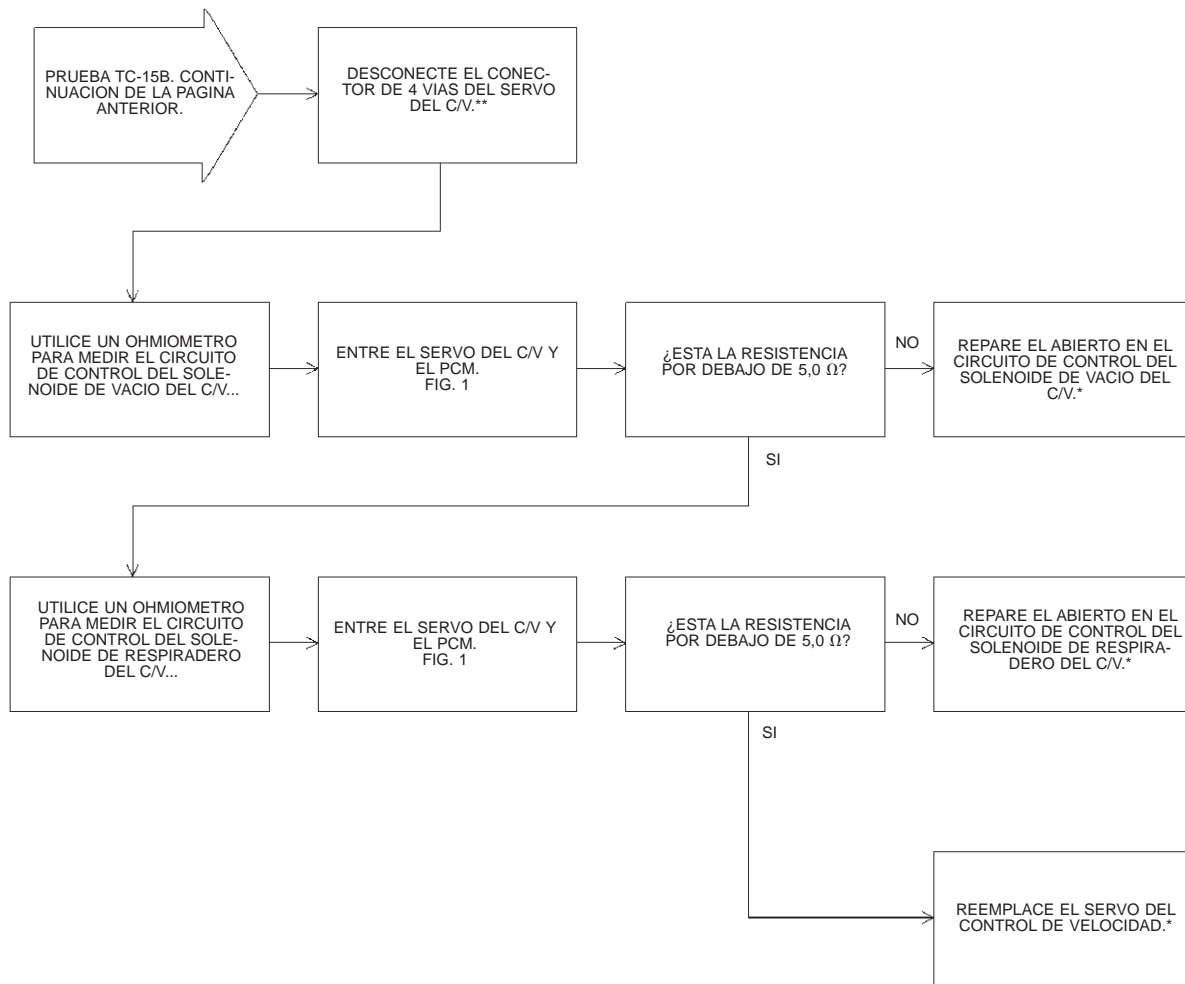 PRUEBA TC-15B. CONTI-
NUACION DE LA PAGINA
ANTERIOR.
DESCONECTE EL CONEC-
TOR DE 4 VIAS DEL SERVO
DEL C/V.**
UTILICE UN OHMIOMETRO
PARA MEDIR EL CIRCUITO
DE CONTROL DEL SOLE-
NOIDE DE VACIO DEL C/V...
ENTRE EL SERVO DEL C/V Y
EL PCM.
FIG. 1
¿ESTA LA RESISTENCIA
POR DEBAJO DE 5,0 Ω?
NO
REPARE EL ABIERTO EN EL
CIRCUITO DE CONTROL DEL
SOLENOIDE DE VACIO DEL
C/V.*
SI
UTILICE UN OHMIOMETRO
PARA MEDIR EL CIRCUITO
DE CONTROL DEL SOLE-
NOIDE DE RESPIRADERO
DEL C/V...
ENTRE EL SERVO DEL C/V Y
EL PCM.
FIG. 1
¿ESTA LA RESISTENCIA
POR DEBAJO DE 5,0 Ω?
NO
REPARE EL ABIERTO EN EL
CIRCUITO DE CONTROL DEL
SOLENOIDE DE RESPIRA-
DERO DEL C/V.*
SI
REEMPLACE EL SERVO DEL
CONTROL DE VELOCIDAD.*